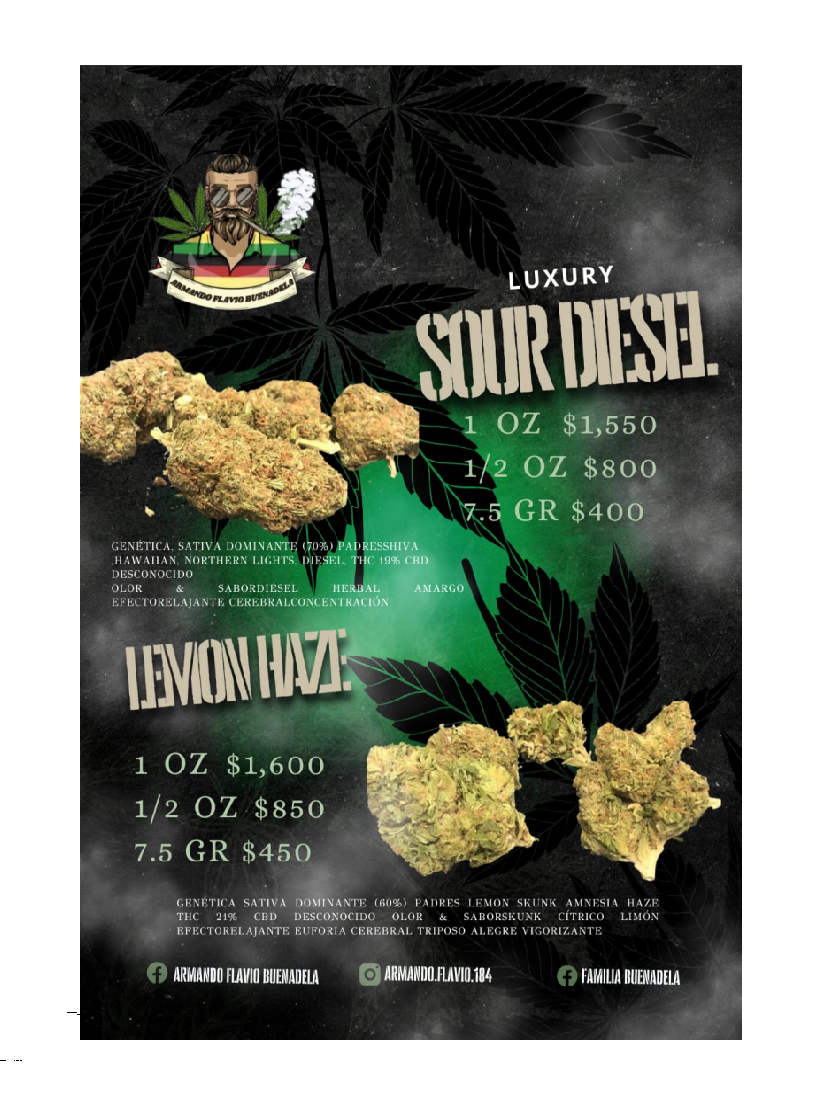 ARMANDO FLAVIO BUENADELA
LUXURY
SOUR DIESEL
1 OZ $1,550
1/2 OZ $800
7.5 GR $400
GENÉTICA, SATIVA DOMINANTE (70%) PADRESSHIVA
,HAWAIIAN, NORTHERN LIGHTS, DIESEL, THC 19% CBD
DESCONOCIDO
OLOR & SABORDIESEL HERBAL AMARGO
EFECTORELAJANTE CEREBRALCONCENTRACIÓN
LEMON HAZE
1 OZ $1,600
1/2 OZ $850
7.5 GR $450
GENÉTICA SATIVA DOMINANTE (60%) PADRES LEMON SKUNK AMNESIA HAZE
THC 21% CBD DESCONOCIDO OLOR & SABORSKUNK CÍTRICO LIMÓN
EFECTORELAJANTE EUFORIA CEREBRAL TRIPOSO ALEGRE VIGORIZANTE
ARMANDO FLAVIO BUENADELA ARMANDO.FLAVIO.184 FAMILIA BUENADELA